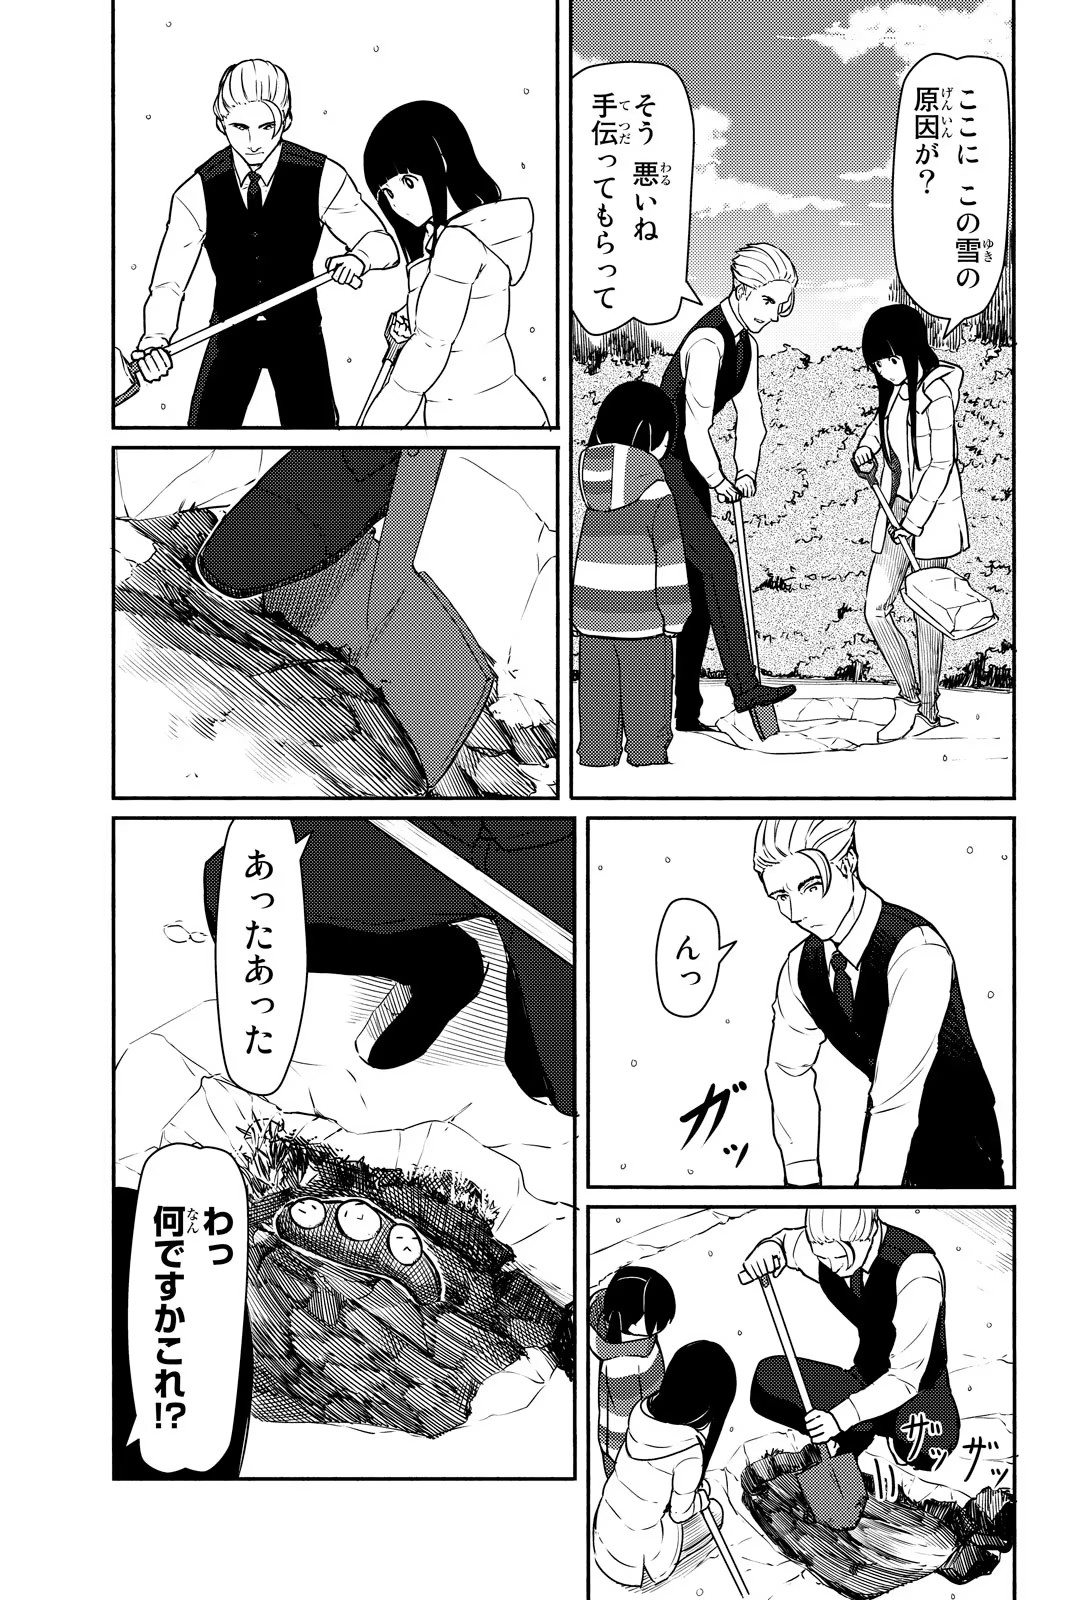 ここに この雪の
原因が?
そう 悪いね
手伝ってもらって
んっ
ガッ
ザッ
ザッ
あったあった
わっ
何ですかこれ!?